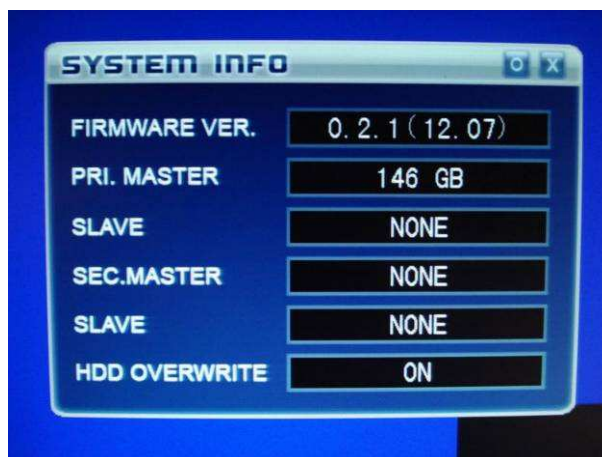 SYSTEM INFO
FIRMWARE VER. 0.2.1(12.07)
PRI. MASTER 146 GB
SLAVE NONE
SEC.MASTER NONE
SLAVE NONE
HDD OVERWRITE ON